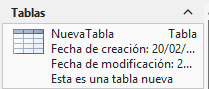 Tablas
NuevaTabla Tabla
Fecha de creación: 20/02/...
Fecha de modificación: 2...
Esta es una tabla nueva